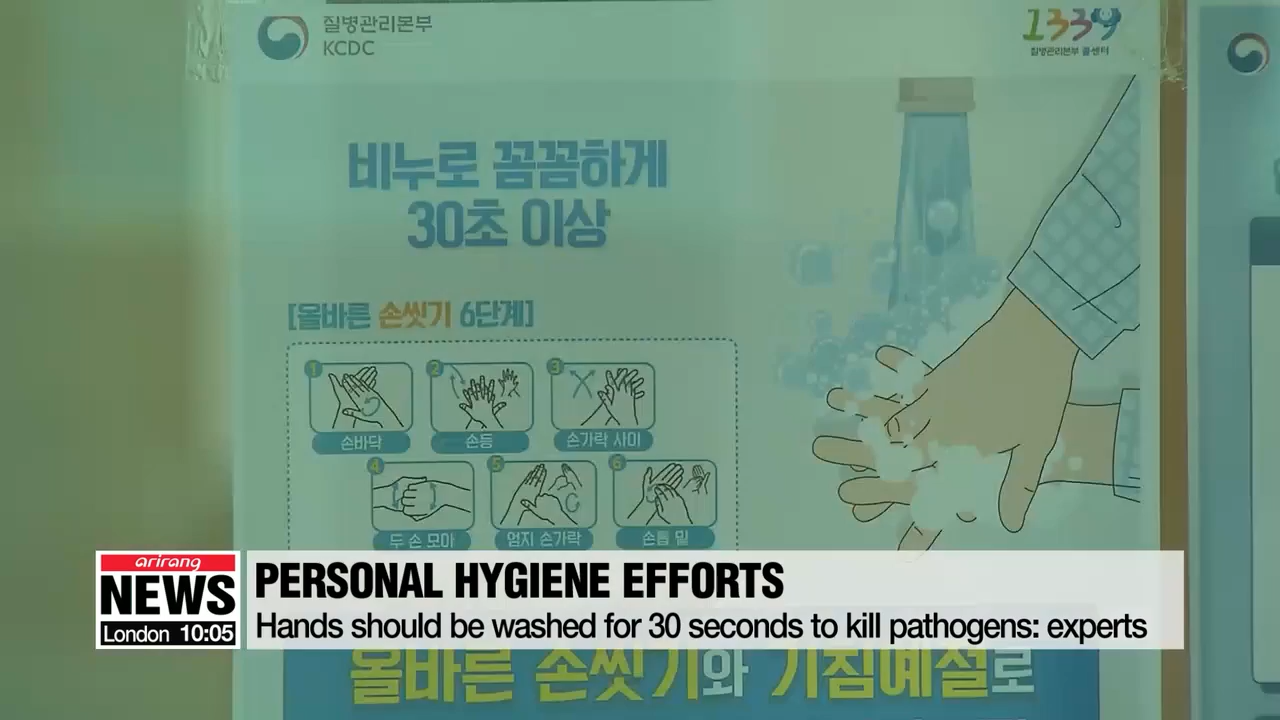 질병관리본부
KCDC
1339
질병관리본부 콜센터
비누로 꼼꼼하게
30초 이상
[올바른 손씻기 6단계]
1
2
3
손바닥
손등
손가락 사이
4
5
6
두 손 모아
엄지 손가락
손톱 밑
arirang
NEWS
London 10:05
PERSONAL HYGIENE EFFORTS
Hands should be washed for 30 seconds to kill pathogens: experts
올바른 손씻기와 기침예절로